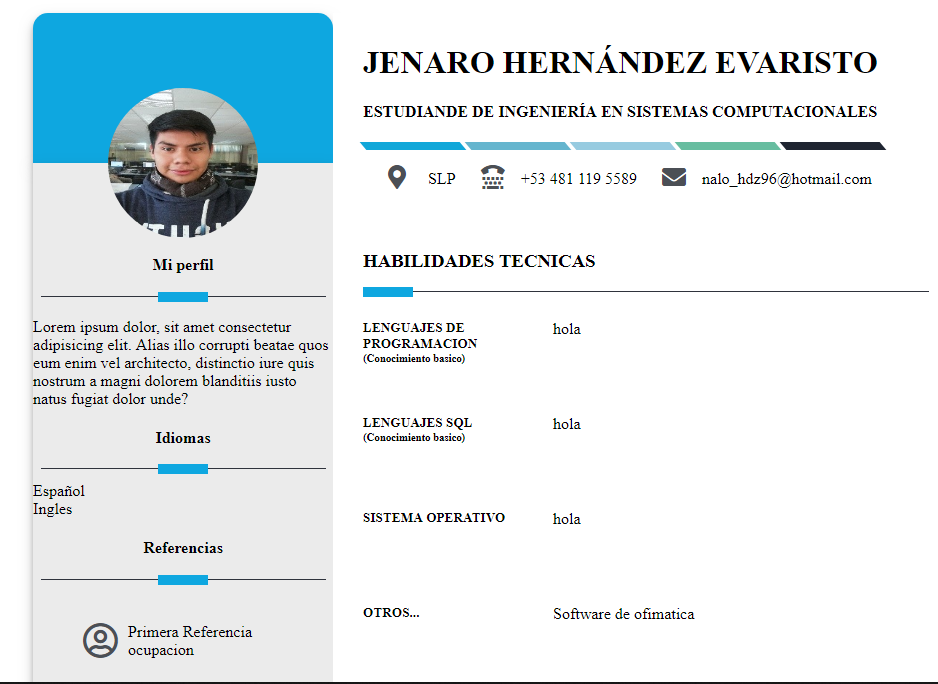 JENARO HERNÁNDEZ EVARISTO
ESTUDIANDE DE INGENIERÍA EN SISTEMAS COMPUTACIONALES
SLP +53 481 119 5589 nalo_hdz96@hotmail.com
Mi perfil
Lorem ipsum dolor, sit amet consectetur
adipisicing elit. Alias illo corrupti beatae quos
eum enim vel architecto, distinctio iure quis
nostrum a magni dolorem blanditiis iusto
natus fugiat dolor unde?
Idiomas
Español
Ingles
Referencias
Primera Referencia
ocupacion
HABILIDADES TECNICAS
LENGUAJES DE
PROGRAMACION
(Conocimiento basico)
hola
LENGUAJES SQL
(Conocimiento basico)
hola
SISTEMA OPERATIVO
hola
OTROS...
Software de ofimatica